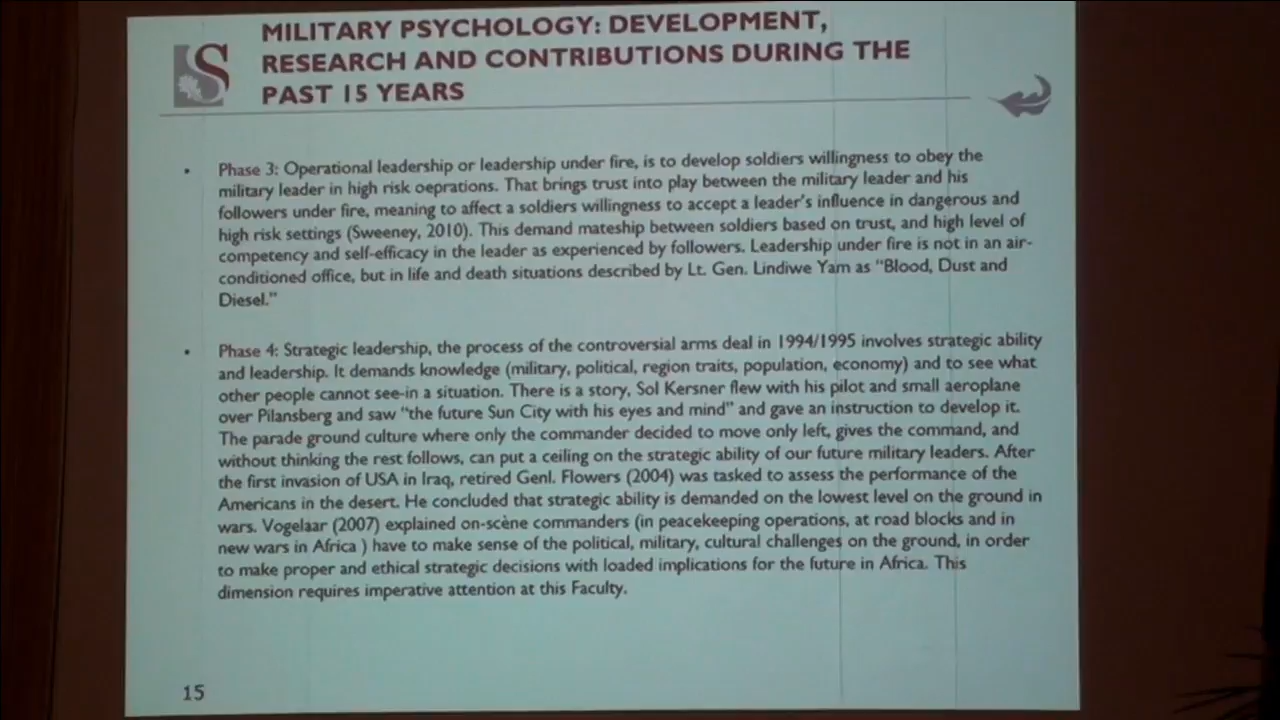 MILITARY PSYCHOLOGY: DEVELOPMENT,
RESEARCH AND CONTRIBUTIONS DURING THE
PAST 15 YEARS
S
• Phase 3: Operational leadership or leadership under fire, is to develop soldiers willingness to obey the
military leader in high risk oeprations. That brings trust into play between the military leader and his
followers under fire, meaning to affect a soldiers willingness to accept a leader's influence in dangerous and
high risk settings (Sweeney, 2010). This demand mateship between soldiers based on trust, and high level of
competency and self-efficacy in the leader as experienced by followers. Leadership under fire is not in an air-
conditioned office, but in life and death situations described by Lt. Gen. Lindiwe Yam as "Blood, Dust and
Diesel."
• Phase 4: Strategic leadership, the process of the controversial arms deal in 1994/1995 involves strategic ability
and leadership. It demands knowledge (military, political, region traits, population, economy) and to see what
other people cannot see-in a situation. There is a story, Sol Kersner flew with his pilot and small aeroplane
over Pilansberg and saw "the future Sun City with his eyes and mind" and gave an instruction to develop it.
The parade ground culture where only the commander decided to move only left, gives the command, and
without thinking the rest follows, can put a ceiling on the strategic ability of our future military leaders. After
the first invasion of USA in Iraq, retired Genl. Flowers (2004) was tasked to assess the performance of the
Americans in the desert. He concluded that strategic ability is demanded on the lowest level on the ground in
wars. Vogelaar (2007) explained on-scène commanders (in peacekeeping operations, at road blocks and in
new wars in Africa ) have to make sense of the political, military, cultural challenges on the ground, in order
to make proper and ethical strategic decisions with loaded implications for the future in Africa. This
dimension requires imperative attention at this Faculty.
15